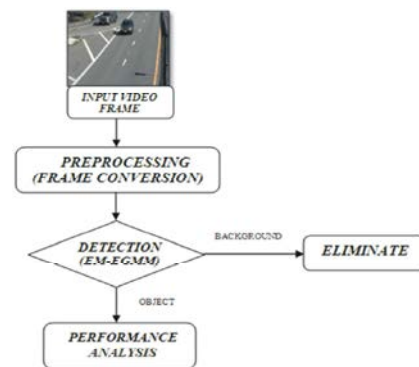 INPUT VIDEO
FRAME
PREPROCESSING
(FRAME CONVERSION)
DETECTION
(EM-EGMM)
BACKGROUND
ELIMINATE
OBJECT
PERFORMANCE
ANALYSIS